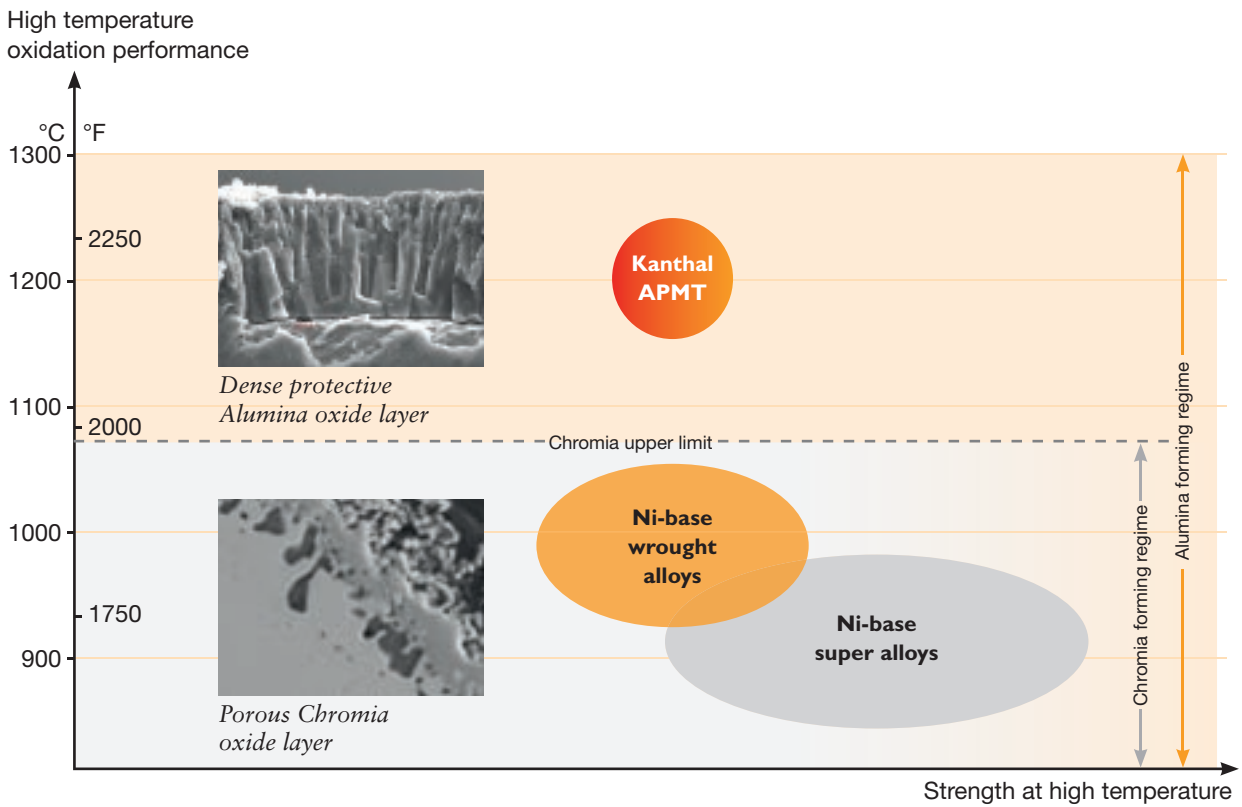 High temperature
oxidation performance
°C °F
1300
2250
1200
Kanthal
APMT
Dense protective
Alumina oxide layer
1100
2000
Chromia upper limit
Alumina forming regime
Chromia forming regime
1000
Ni-base
wrought
alloys
1750
Ni-base
super alloys
900
Porous Chromia
oxide layer
Strength at high temperature